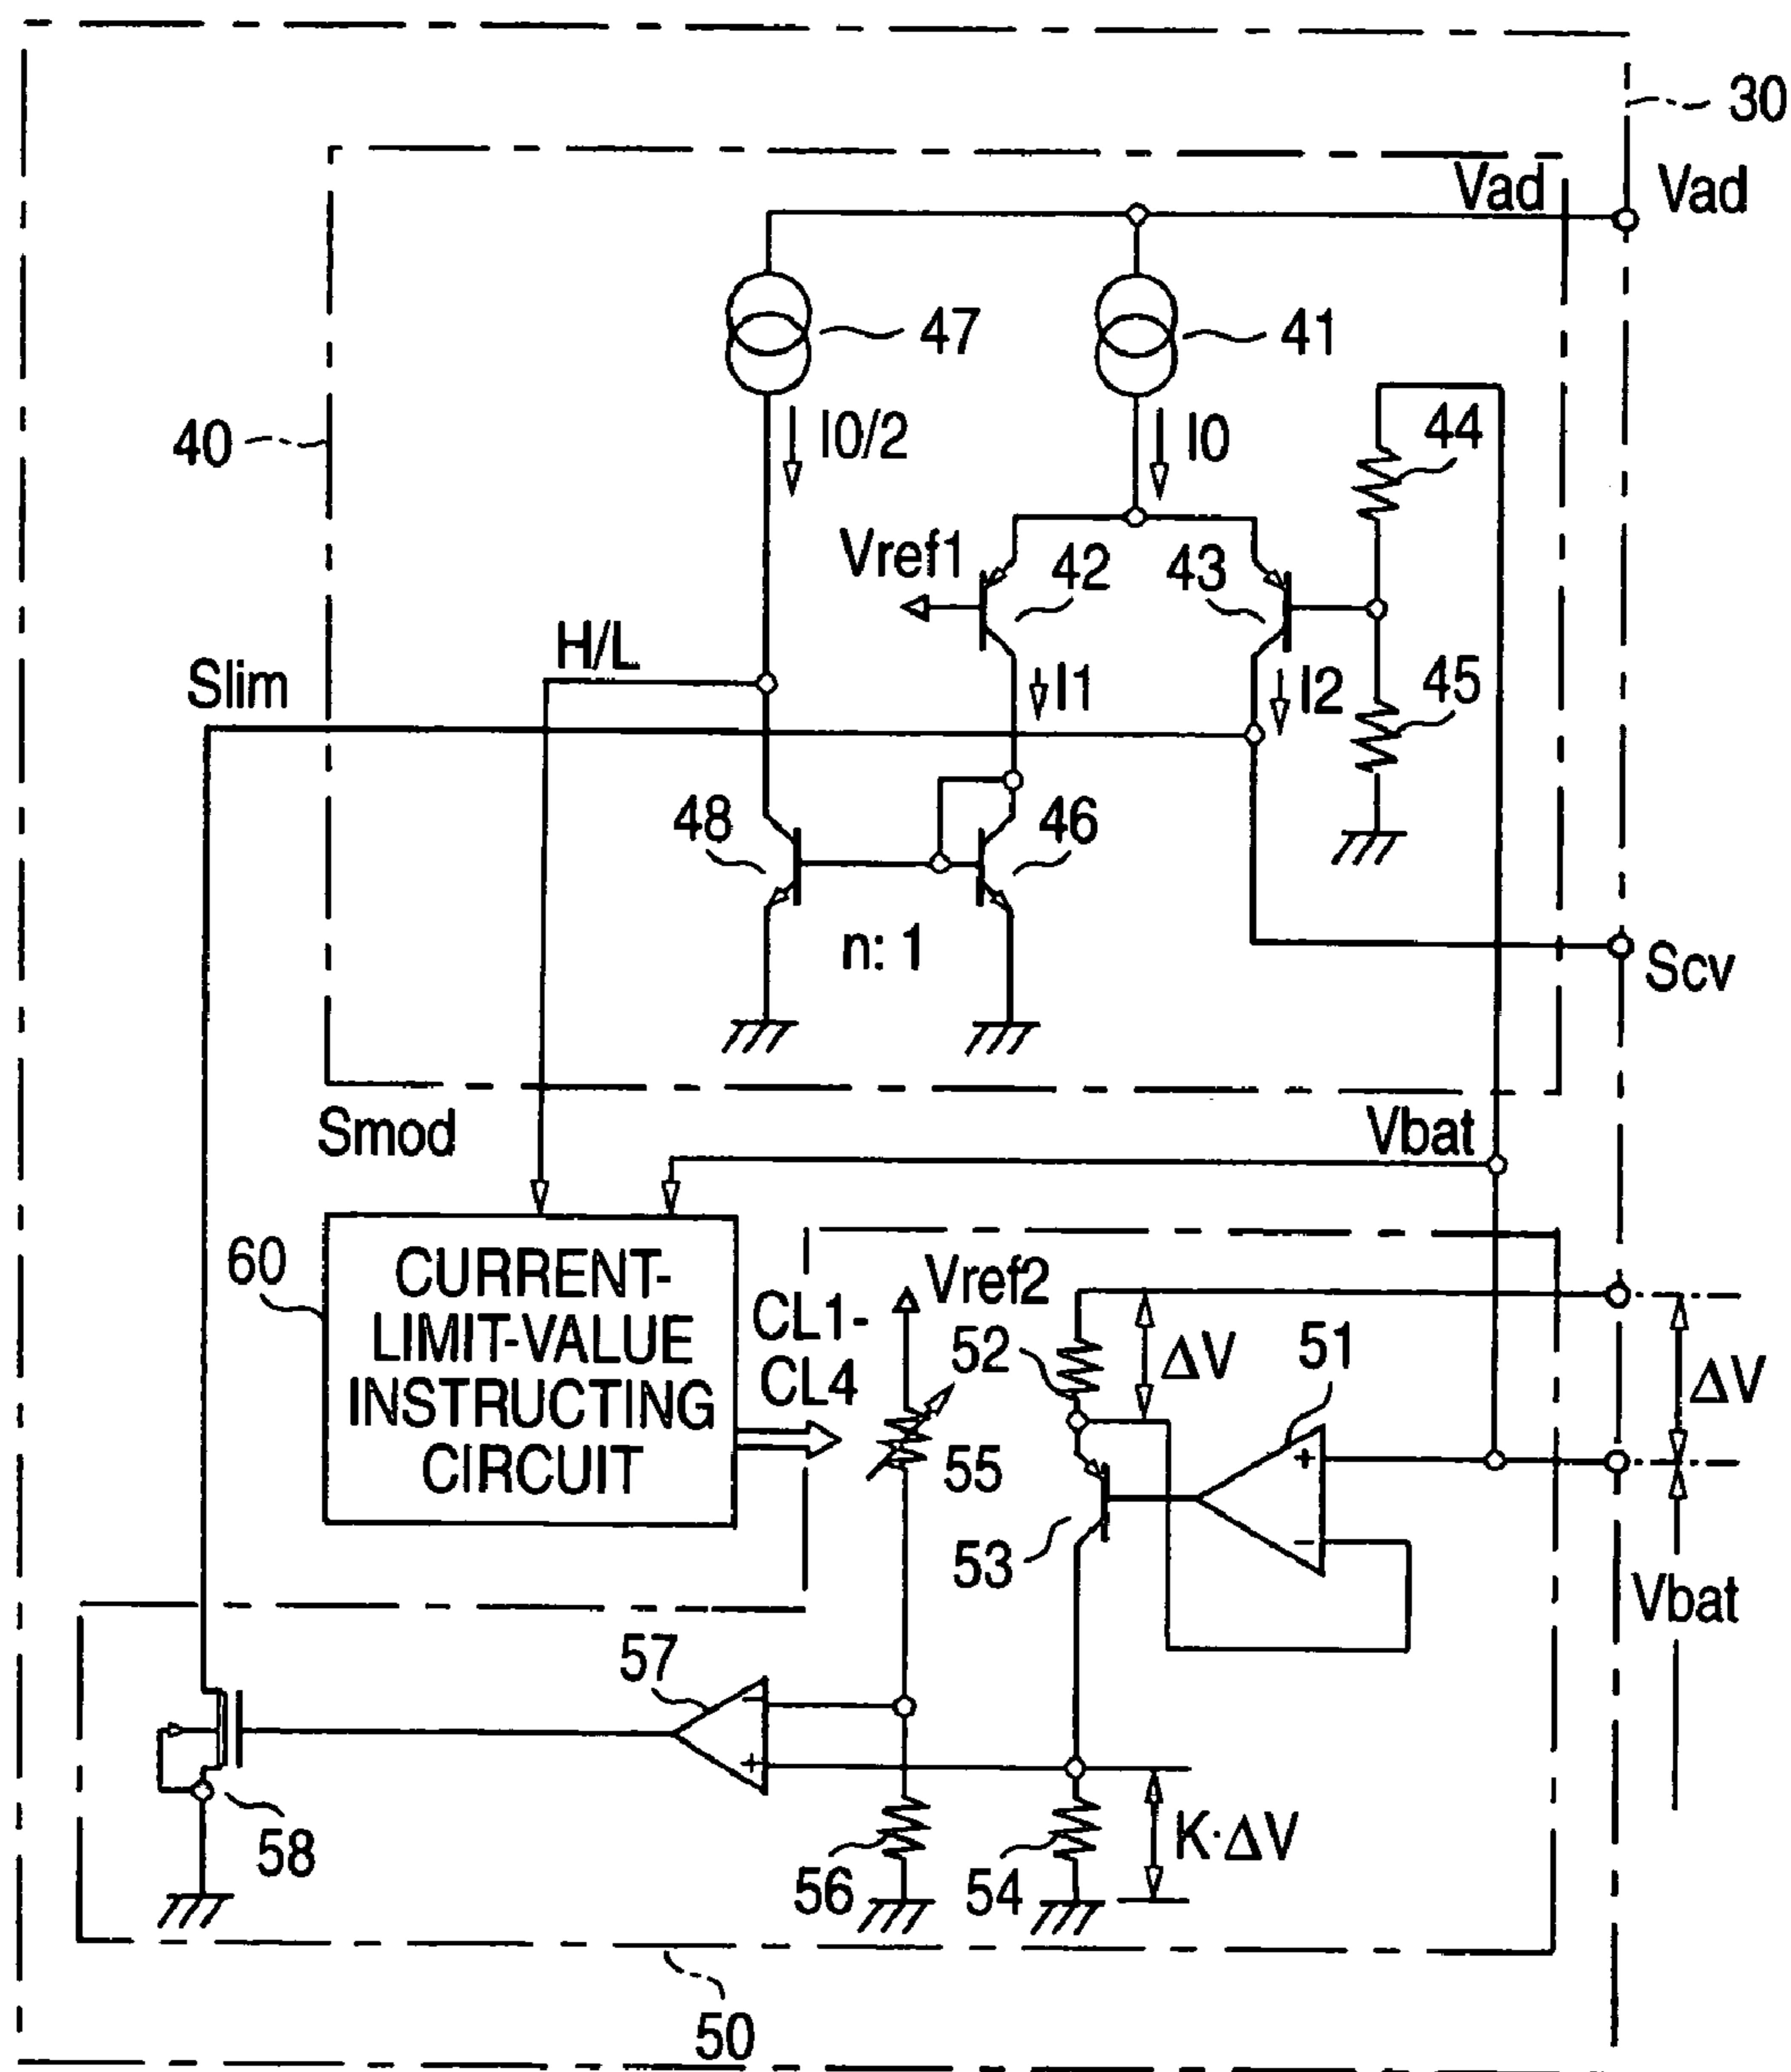 30
Vad
Vad
47
41
40
I0/2
I0
44
Vref1
42
43
H/L
Slim
I1
I2
45
48
46
n: 1
Scv
Smod
Vbat
60
CURRENT-
LIMIT-VALUE
INSTRUCTING
CIRCUIT
CL1-
CL4
Vref2
52
ΔV
51
+
−
ΔV
55
53
Vbat
57
−
+
58
56
54
K·ΔV
50